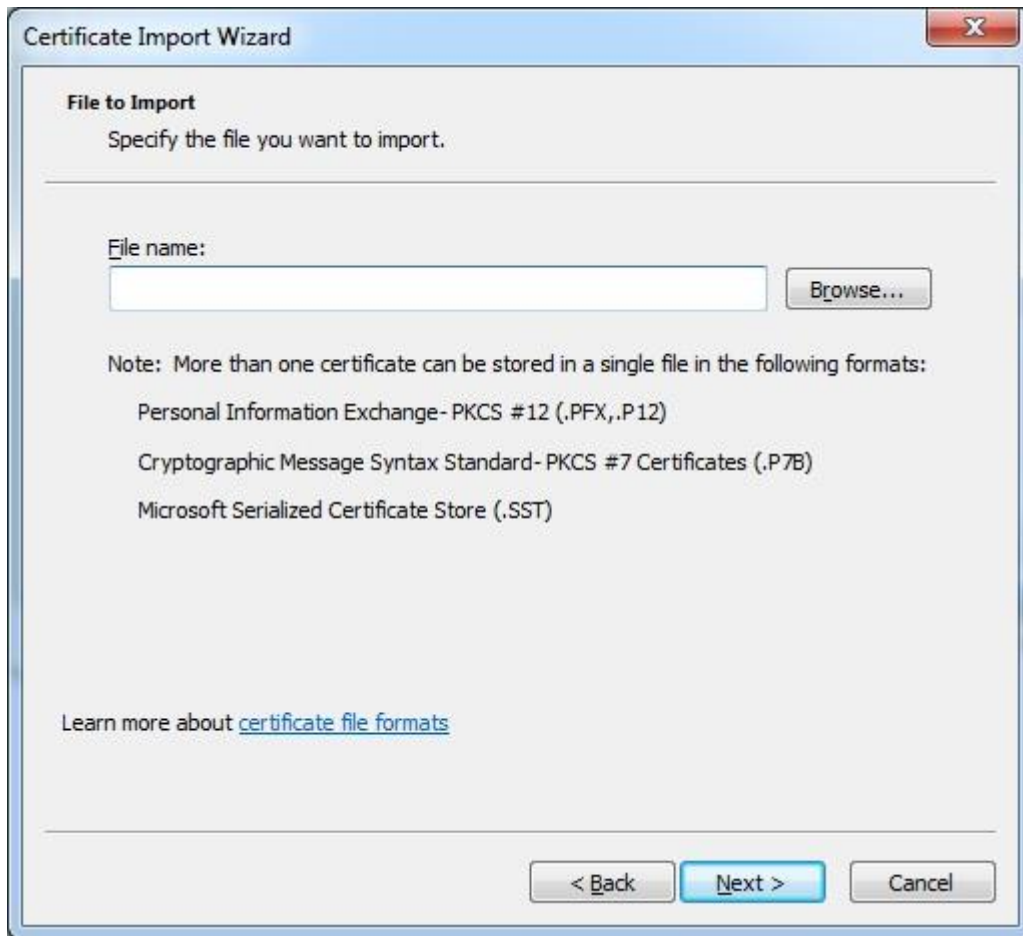 Certificate Import Wizard
File to Import
Specify the file you want to import.
File name:
Browse...
Note:  More than one certificate can be stored in a single file in the following formats:
Personal Information Exchange- PKCS #12 (.PFX,.P12)
Cryptographic Message Syntax Standard- PKCS #7 Certificates (.P7B)
Microsoft Serialized Certificate Store (.SST)
Learn more about certificate file formats
< Back
Next >
Cancel